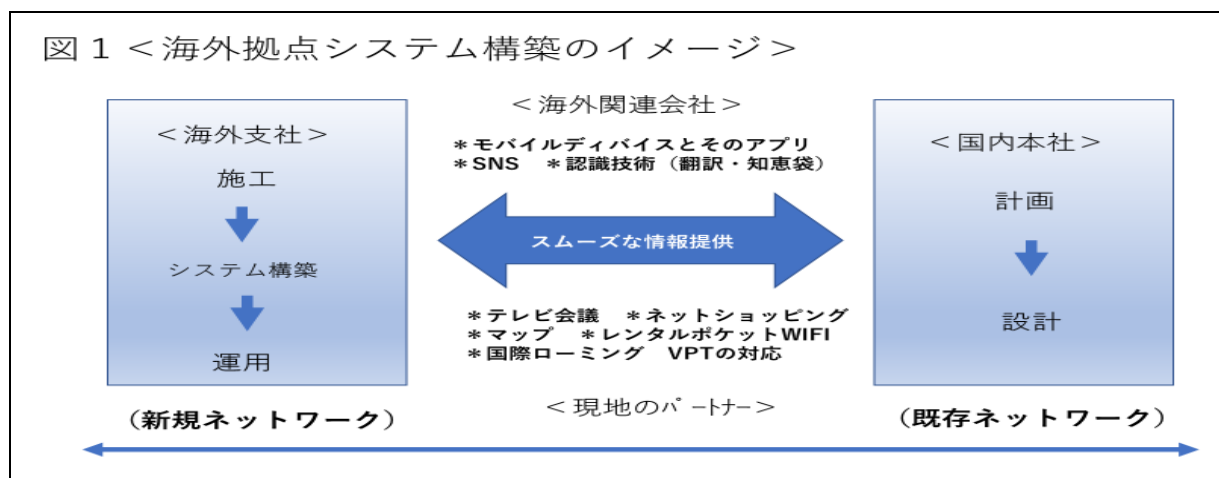 図１＜海外拠点システム構築のイメージ＞
＜海外支社＞
施工
システム構築
運用
（新規ネットワーク）
＜海外関連会社＞
＊モバイルディバイスとそのアプリ
＊SNS　＊認識技術（翻訳・知恵袋）
スムーズな情報提供
＊テレビ会議　＊ネットショッピング
＊マップ　＊レンタルポケットWIFI
＊国際ローミング　VPTの対応
＜現地のﾊﾟｰﾄﾅｰ＞
＜国内本社＞
計画
設計
（既存ネットワーク）